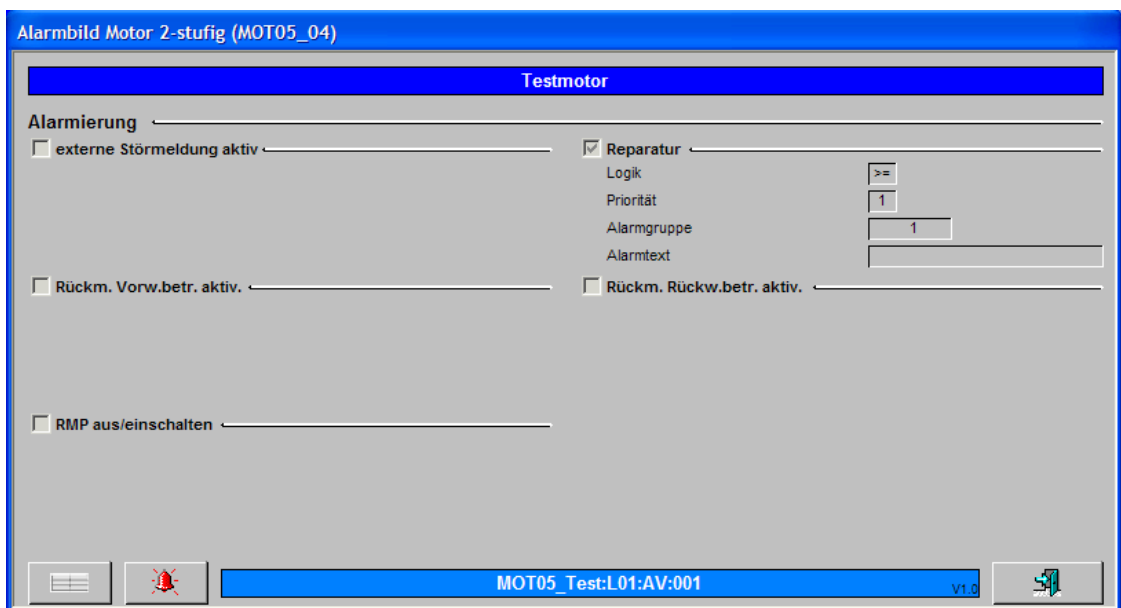 Alarmbild Motor 2-stufig (MOT05_04)
Testmotor
Alarmierung
externe Störmeldung aktiv
Reparatur
Logik >=
Priorität 1
Alarmgruppe 1
Alarmtext
Rückm. Vorw.betr. aktiv.
Rückm. Rückw.betr. aktiv.
RMP aus/einschalten
MOT05_Test:L01:AV:001
V1.0